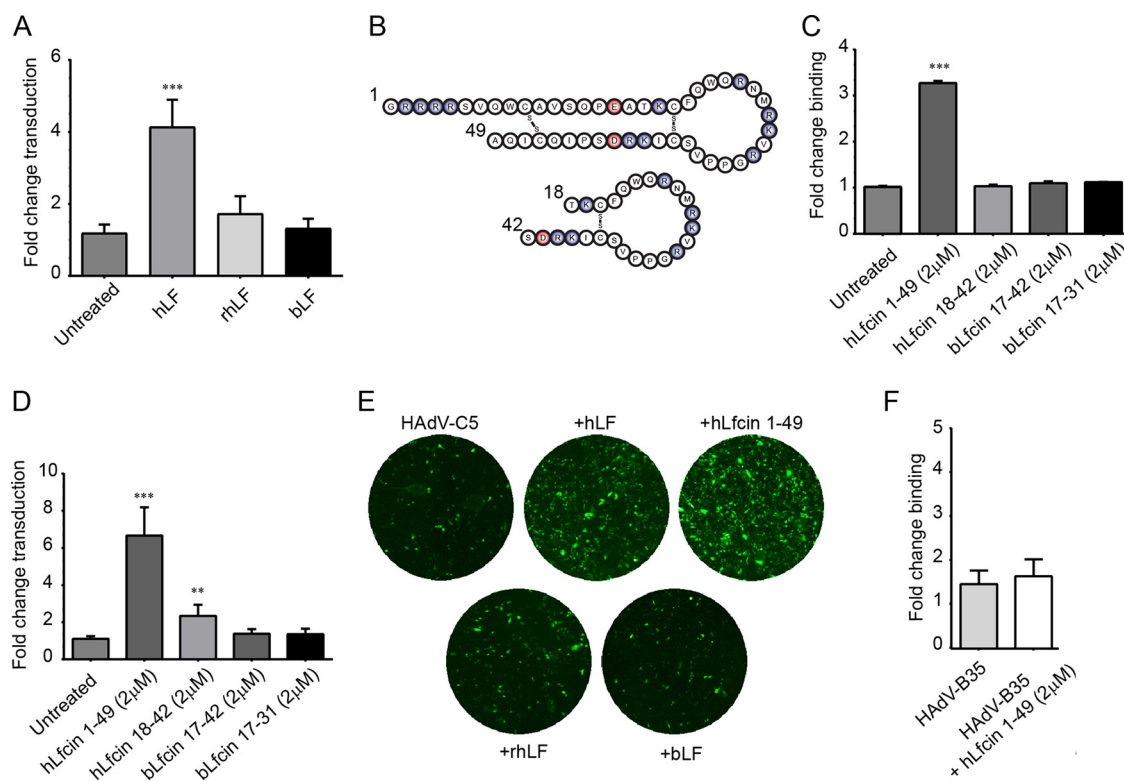 A
Fold change transduction
6
4
2
0
***
Untreated
hLF
rhLF
bLF
B
1
G R R R R S V Q W C A V S Q P E A T K C F Q W Q R N M R K V R G P P V S
S S
S S
49
A Q I C Q I P S D R K I C
18
T K C F Q W Q R N M R K V R G P P V S
S S
42
S D R K I C
C
Fold change binding
4
3
2
1
0
***
Untreated
hLfcin 1-49 (2µM)
hLfcin 18-42 (2µM)
bLfcin 17-42 (2µM)
bLfcin 17-31 (2µM)
D
Fold change transduction
10
8
6
4
2
0
***
**
Untreated
hLfcin 1-49 (2µM)
hLfcin 18-42 (2µM)
bLfcin 17-42 (2µM)
bLfcin 17-31 (2µM)
E
HAdV-C5
+hLF
+hLfcin 1-49
+rhLF
+bLF
F
Fold change binding
5
4
3
2
1
0
HAdV-B35
HAdV-B35
+ hLfcin 1-49 (2µM)